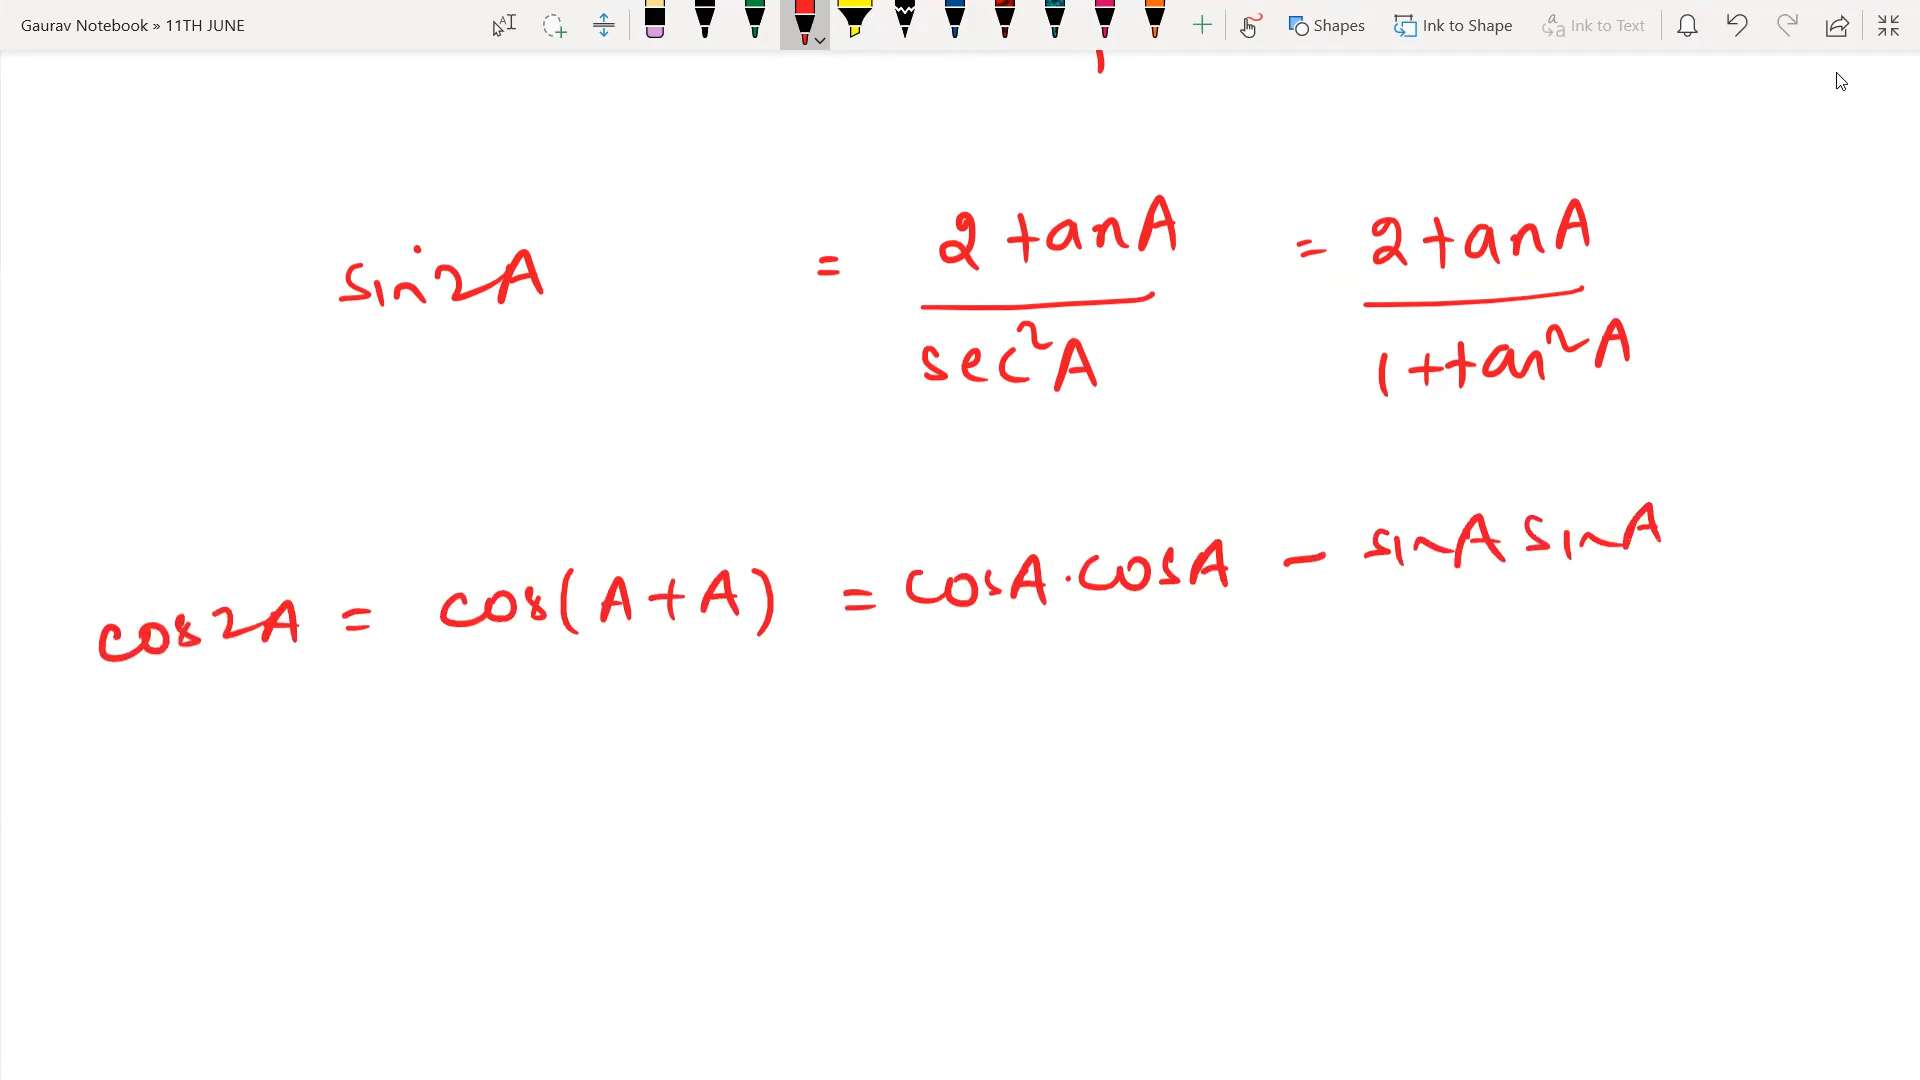 Gaurav Notebook » 11TH JUNE
Shapes
Ink to Shape
Ink to Text
sin2A = 2tanA / sec²A = 2tanA / 1+tan²A
cos2A = cos(A+A) = cosA.cosA − sinA sinA